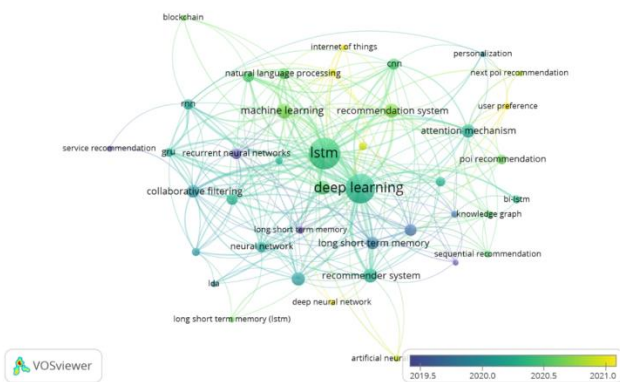 blockchain
internet of things
cnn
personalization
natural language processing
next poi recommendation
rnn
machine learning
recommendation system
user preference
attention mechanism
service recommendation
gru
recurrent neural networks
lstm
poi recommendation
collaborative filtering
deep learning
bi-lstm
knowledge graph
long short term memory
neural network
long short-term memory
sequential recommendation
lda
recommender system
deep neural network
long short term memory (lstm)
artificial neural
VOSviewer
2019.5 2020.0 2020.5 2021.0